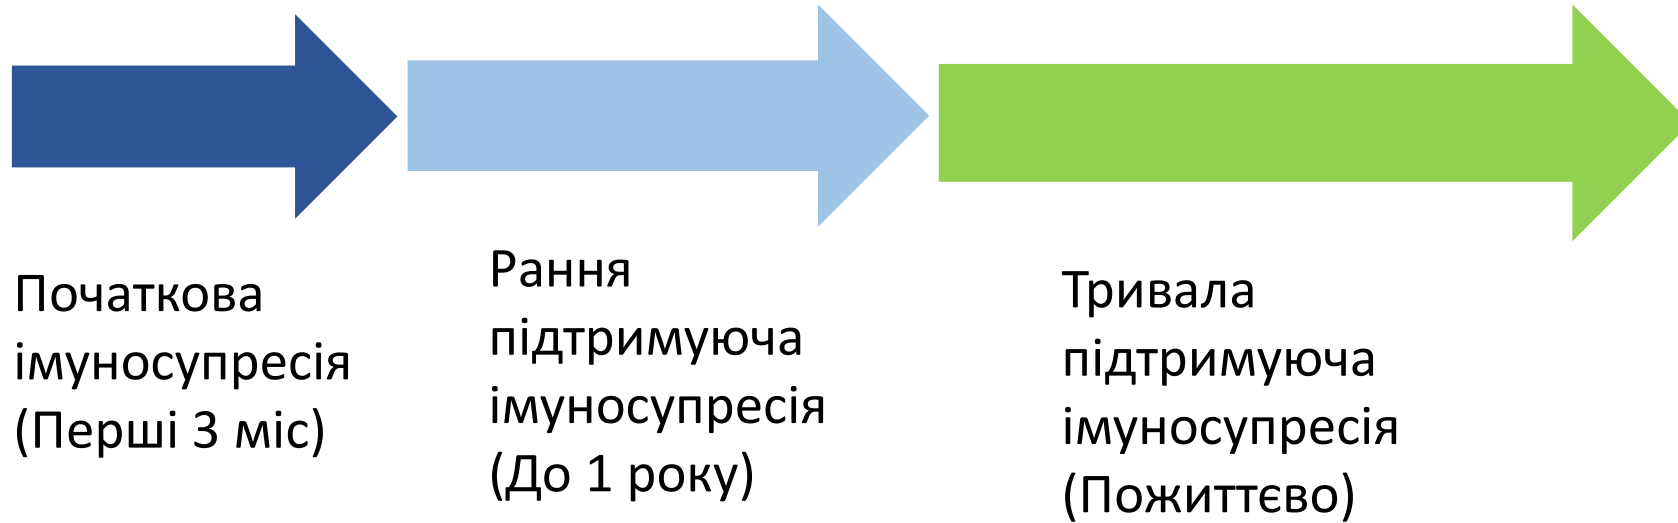 Початкова
імуносупресія
(Перші 3 міс)
Рання
підтримуюча
імуносупресія
(До 1 року)
Тривала
підтримуюча
імуносупресія
(Пожиттєво)